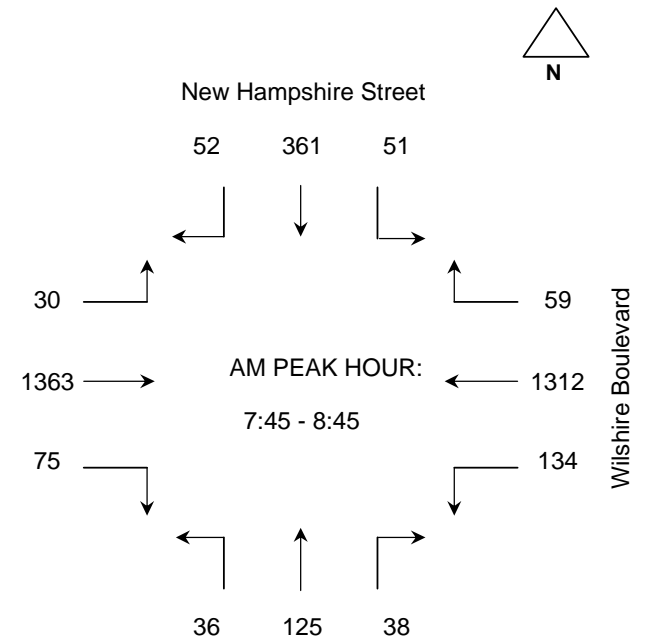 N
New Hampshire Street
52 361 51
30 59
1363 AM PEAK HOUR: 1312
7:45 - 8:45
75 134
Wilshire Boulevard
36 125 38